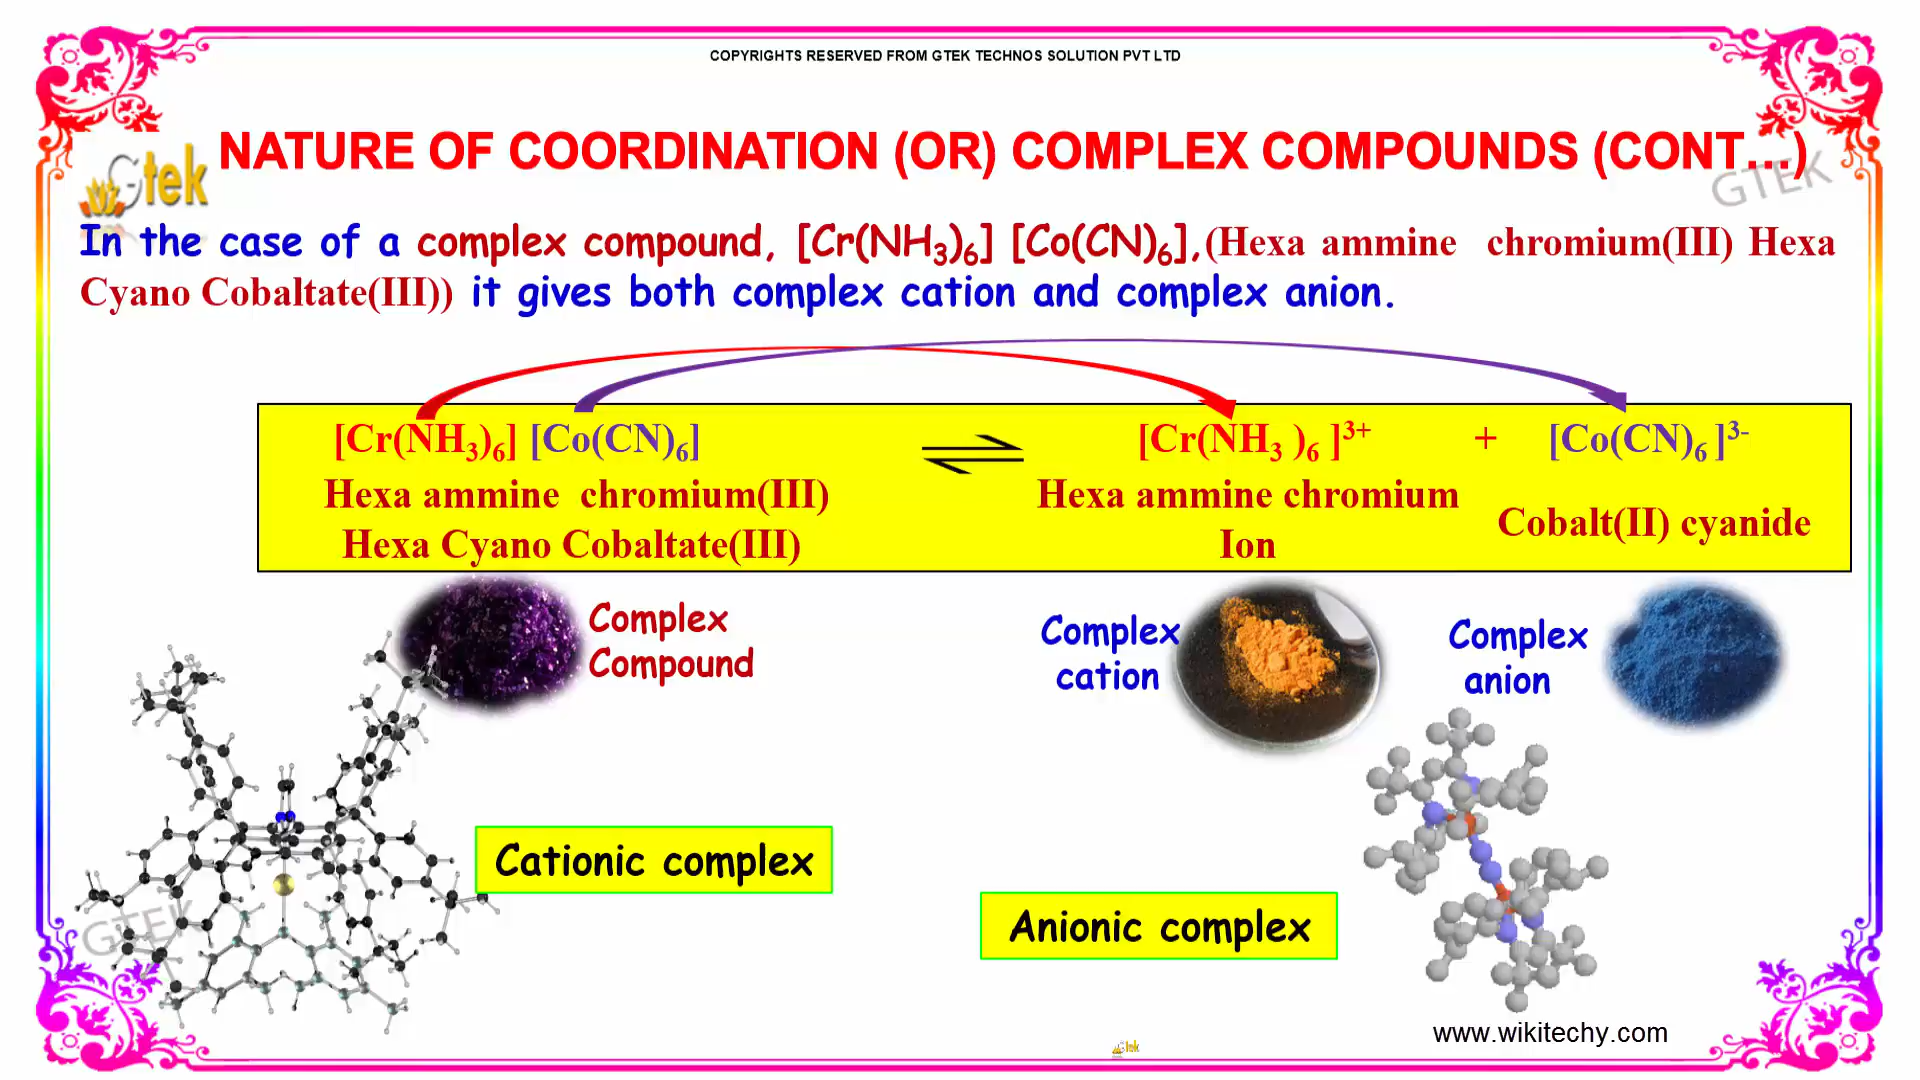 COPYRIGHTS RESERVED FROM GTEK TECHNOS SOLUTION PVT LTD
Gtek
NATURE OF COORDINATION (OR) COMPLEX COMPOUNDS (CONT…)
GTEK
In the case of a complex compound, [Cr(NH₃)₆] [Co(CN)₆],(Hexa ammine chromium(III) Hexa
Cyano Cobaltate(III)) it gives both complex cation and complex anion.
[Cr(NH₃)₆] [Co(CN)₆] ⇌ [Cr(NH₃ )₆ ]³⁺ + [Co(CN)₆ ]³⁻
Hexa ammine chromium(III)
Hexa Cyano Cobaltate(III)
Hexa ammine chromium
Ion
Cobalt(II) cyanide
Complex
Compound
Complex
cation
Complex
anion
Cationic complex
Anionic complex
GTEK
www.wikitechy.com
Gtek